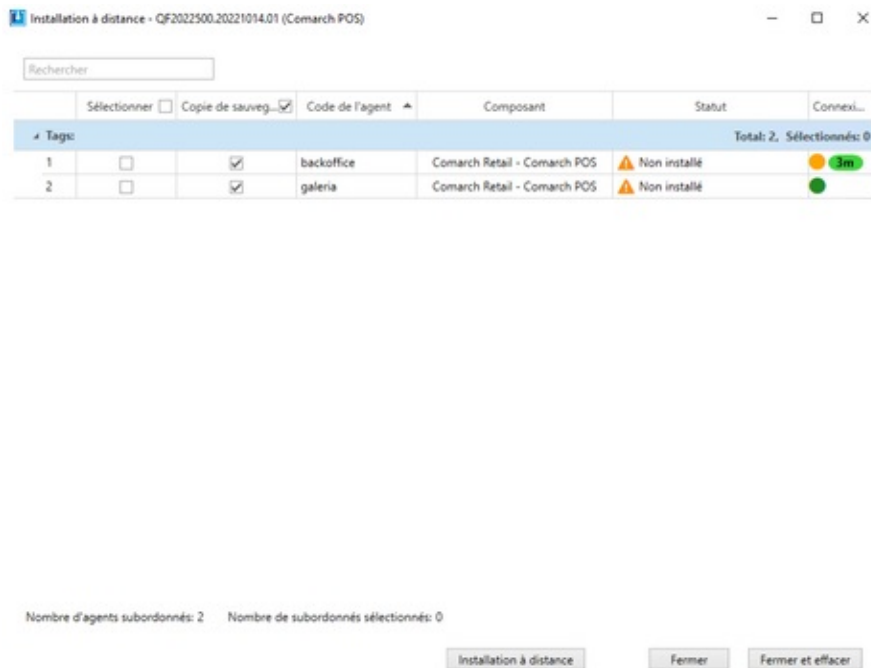 Installation à distance - QF2022500.20221014.01 (Comarch POS)
Rechercher
Sélectionner Copie de sauveg... Code de l'agent Composant Statut Connexi...
Tags: Total: 2, Sélectionnés: 0
1 backoffice Comarch Retail - Comarch POS Non installé 3m
2 galeria Comarch Retail - Comarch POS Non installé
Nombre d'agents subordonnés: 2 Nombre de subordonnés sélectionnés: 0
Installation à distance Fermer Fermer et effacer